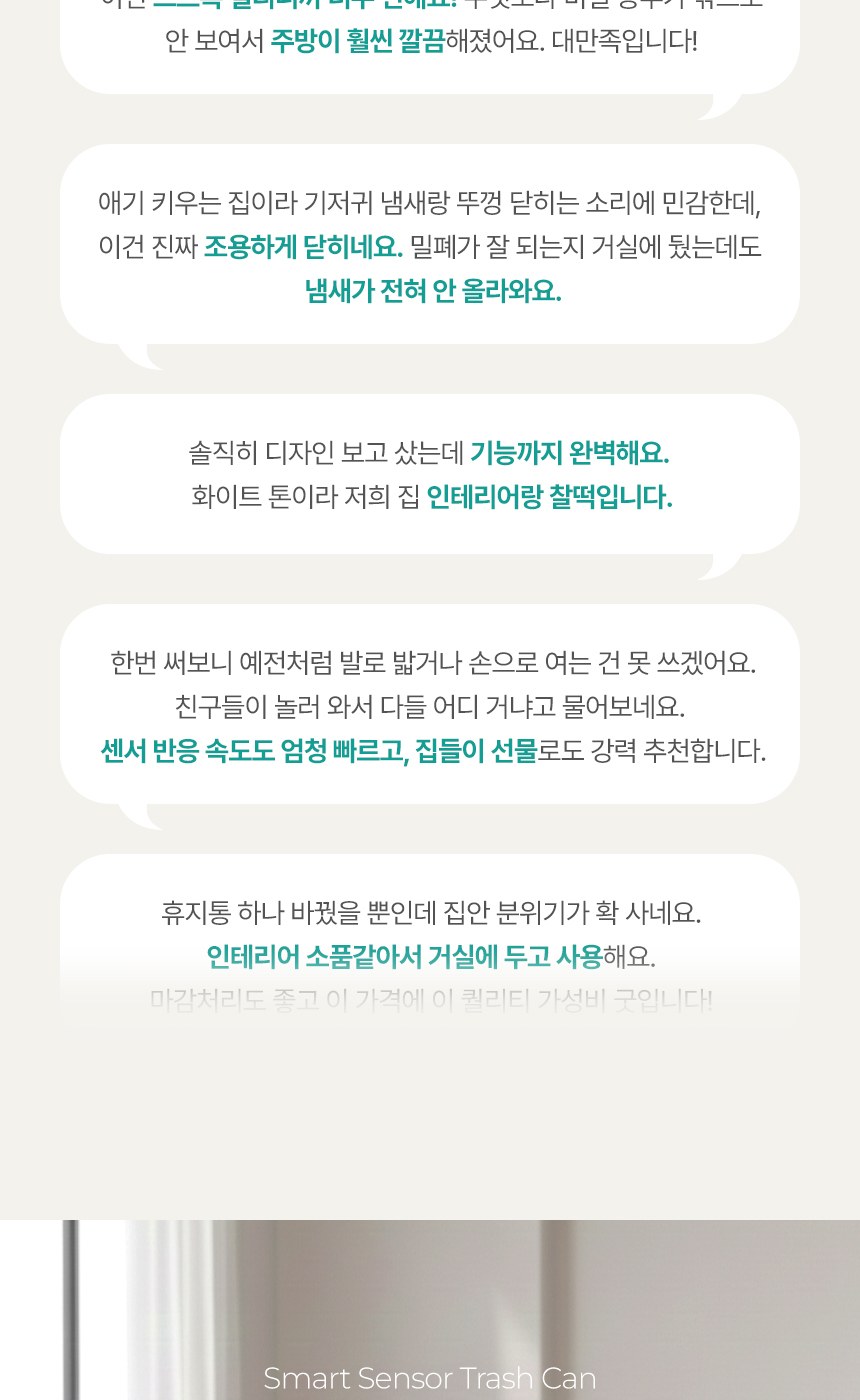 안 보여서 주방이 훨씬 깔끔해졌어요. 대만족입니다!
애기 키우는 집이라 기저귀 냄새랑 뚜껑 닫히는 소리에 민감한데,
이건 진짜 조용하게 닫히네요. 밀폐가 잘 되는지 거실에 뒀는데도
냄새가 전혀 안 올라와요.
솔직히 디자인 보고 샀는데 기능까지 완벽해요.
화이트 톤이라 저희 집 인테리어랑 찰떡입니다.
한번 써보니 예전처럼 발로 밟거나 손으로 여는 건 못 쓰겠어요.
친구들이 놀러 와서 다들 어디 거냐고 물어보네요.
센서 반응 속도도 엄청 빠르고, 집들이 선물로도 강력 추천합니다.
휴지통 하나 바꿨을 뿐인데 집안 분위기가 확 사네요.
인테리어 소품같아서 거실에 두고 사용해요.
마감처리도 좋고 이 가격에 이 퀄리티 가성비 굿입니다!
Smart Sensor Trash Can